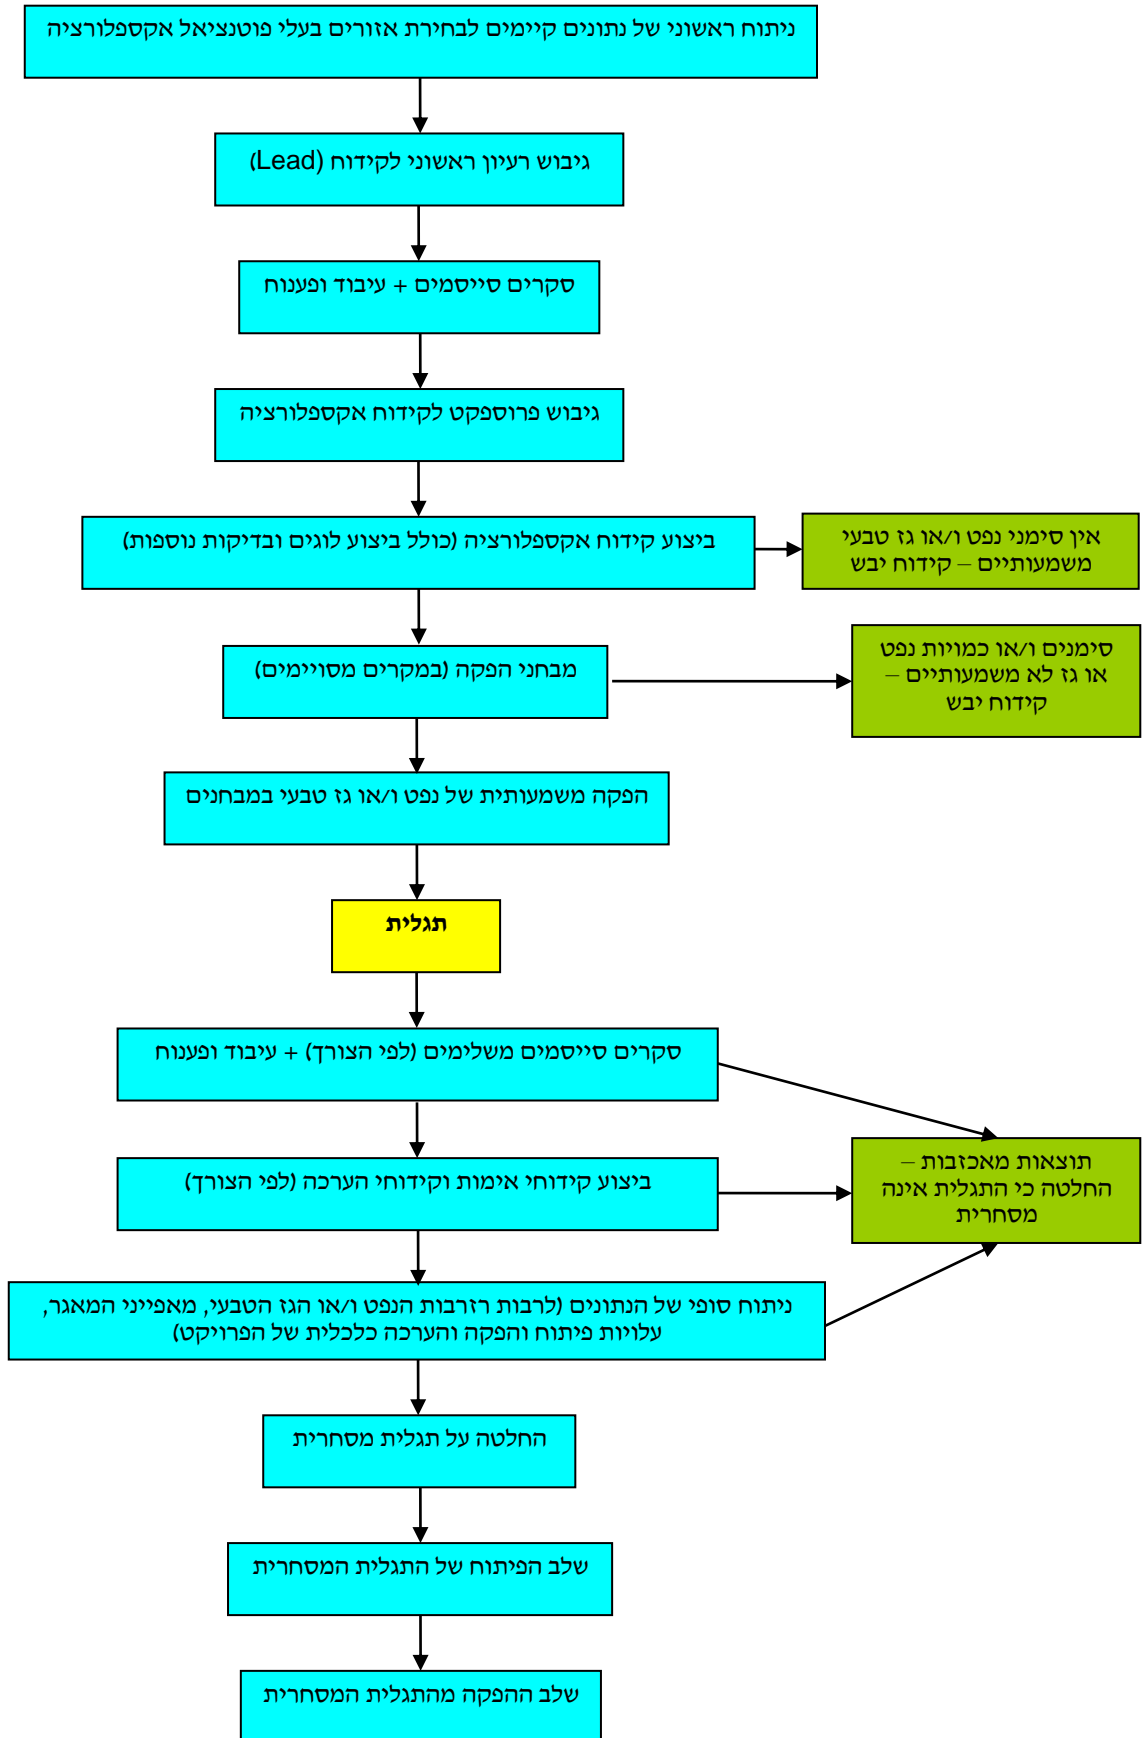 ניתוח ראשוני של נתונים קיימים לבחירת אזורים בעלי פוטנציאל אקספלורציה
גיבוש רעיון ראשוני לקידוח (Lead)
סקרים סייסמים + עיבוד ופענוח
גיבוש פרוספקט לקידוח אקספלורציה
ביצוע קידוח אקספלורציה (כולל ביצוע לוגים ובדיקות נוספות)
אין סימני נפט ו/או גז טבעי
משמעותיים – קידוח יבש
מבחני הפקה (במקרים מסויימים)
סימנים ו/או כמויות נפט
או גז לא משמעותיים –
קידוח יבש
הפקה משמעותית של נפט ו/או גז טבעי במבחנים
תגלית
סקרים סייסמים משלימים (לפי הצורך) + עיבוד ופענוח
ביצוע קידוחי אימות וקידוחי הערכה (לפי הצורך)
תוצאות מאכזבות –
החלטה כי התגלית אינה
מסחרית
ניתוח סופי של הנתונים (לרבות רזרבות הנפט ו/או הגז הטבעי, מאפייני המאגר,
עלויות פיתוח והפקה והערכה כלכלית של הפרויקט)
החלטה על תגלית מסחרית
שלב הפיתוח של התגלית המסחרית
שלב ההפקה מהתגלית המסחרית